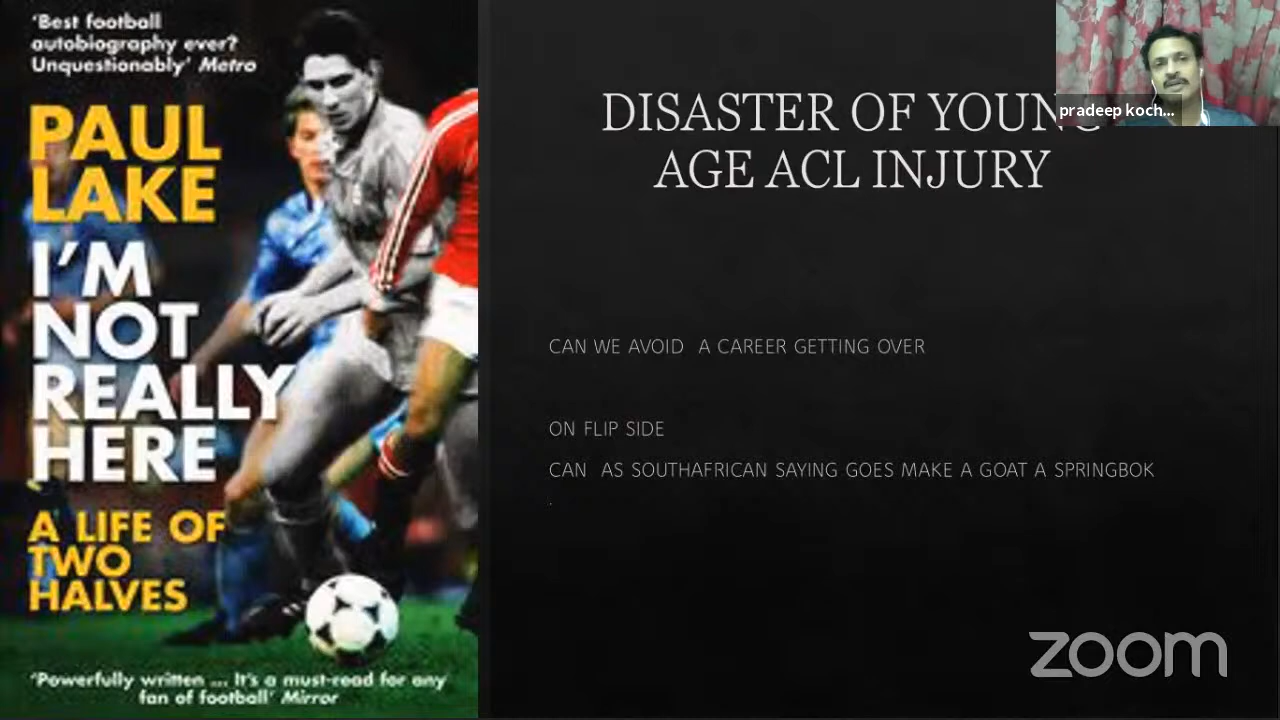 'Best football
autobiography ever?
Unquestionably' Metro
PAUL
LAKE
I'M
NOT
REALLY
HERE
A LIFE OF
TWO
HALVES
'Powerfully written ... It's a must-read for any
fan of football' Mirror
DISASTER OF YOUNG
AGE ACL INJURY
CAN WE AVOID A CAREER GETTING OVER
ON FLIP SIDE
CAN AS SOUTHAFRICAN SAYING GOES MAKE A GOAT A SPRINGBOK
.
pradeep koch...
zoom